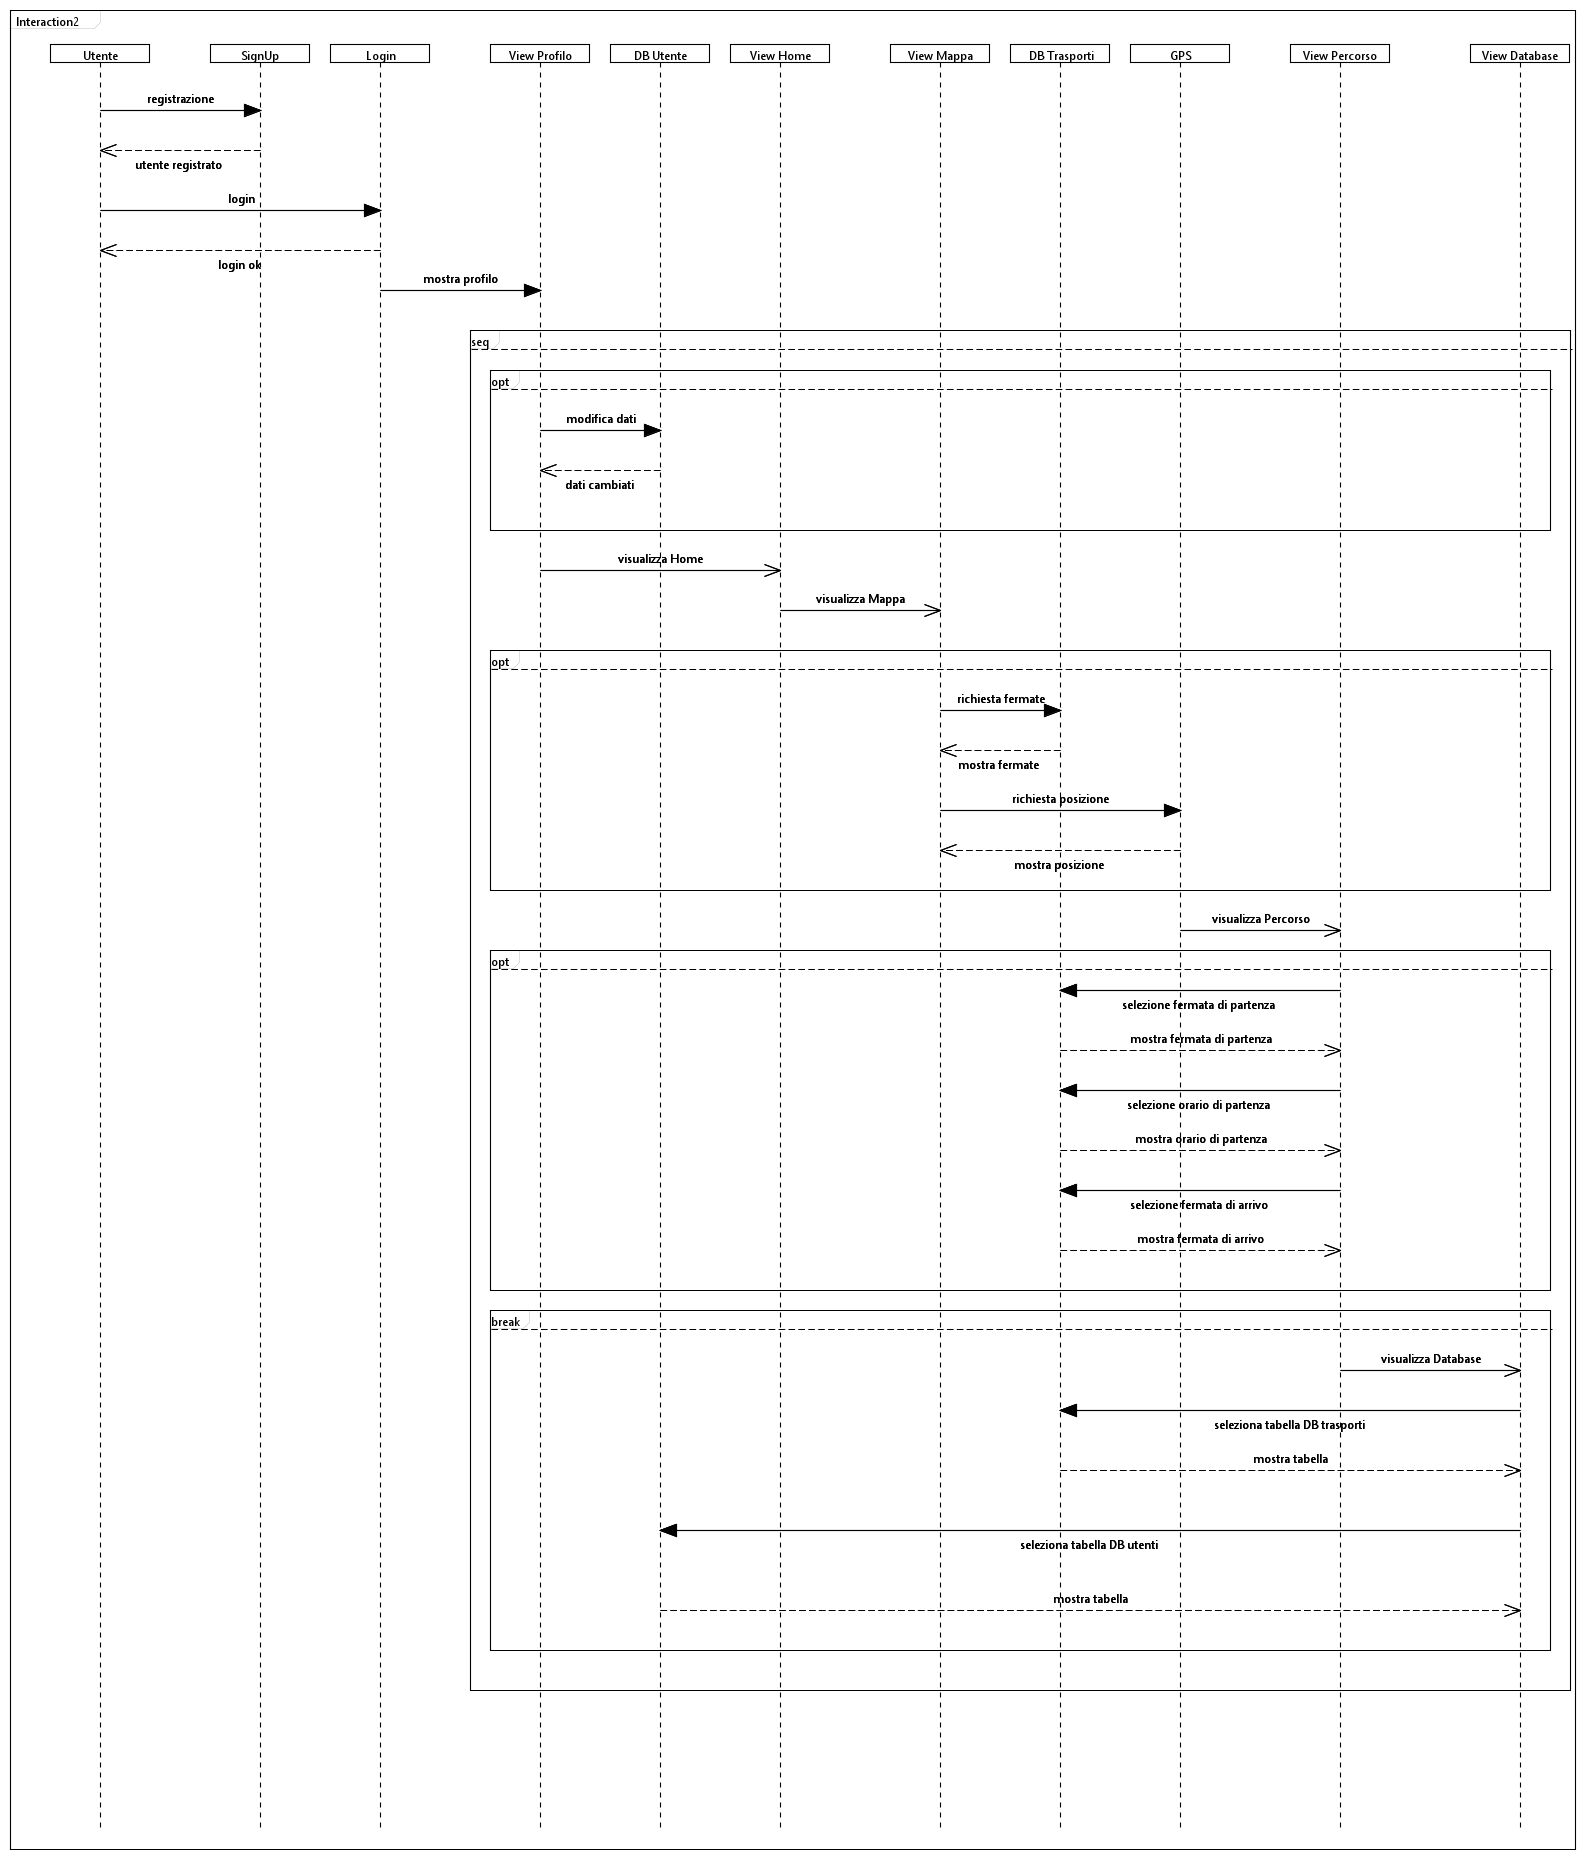 Interaction2
Utente
SignUp
Login
View Profilo
DB Utente
View Home
View Mappa
DB Trasporti
GPS
View Percorso
View Database
registrazione
utente registrato
login
login ok
mostra profilo
seq
opt
modifica dati
dati cambiati
visualizza Home
visualizza Mappa
opt
richiesta fermate
mostra fermate
richiesta posizione
mostra posizione
visualizza Percorso
opt
selezione fermata di partenza
mostra fermata di partenza
selezione orario di partenza
mostra orario di partenza
selezione fermata di arrivo
mostra fermata di arrivo
break
visualizza Database
seleziona tabella DB trasporti
mostra tabella
seleziona tabella DB utenti
mostra tabella